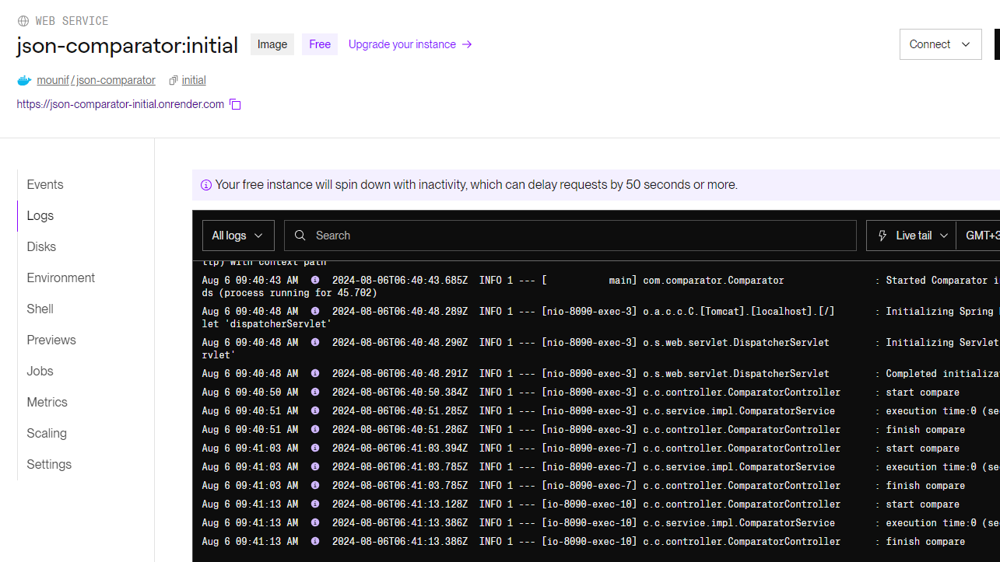 WEB SERVICE
json-comparator:initial Image Free Upgrade your instance → Connect
mounif / json-comparator initial
https://json-comparator-initial.onrender.com
Events
Logs
Disks
Environment
Shell
Previews
Jobs
Metrics
Scaling
Settings
Your free instance will spin down with inactivity, which can delay requests by 50 seconds or more.
All logs Search Live tail GMT+3
ttp) with context path
Aug 6 09:40:43 AM 2024-08-06T06:40:43.685Z INFO 1 --- [ main] com.comparator.Comparator : Started Comparator i
ds (process running for 45.702)
Aug 6 09:40:48 AM 2024-08-06T06:40:48.289Z INFO 1 --- [nio-8090-exec-3] o.a.c.c.C.[Tomcat].[localhost].[/] : Initializing Spring
let 'dispatcherServlet'
Aug 6 09:40:48 AM 2024-08-06T06:40:48.290Z INFO 1 --- [nio-8090-exec-3] o.s.web.servlet.DispatcherServlet : Initializing Servlet
rvlet'
Aug 6 09:40:48 AM 2024-08-06T06:40:48.291Z INFO 1 --- [nio-8090-exec-3] o.s.web.servlet.DispatcherServlet : Completed initializa
Aug 6 09:40:50 AM 2024-08-06T06:40:50.384Z INFO 1 --- [nio-8090-exec-3] c.c.controller.ComparatorController : start compare
Aug 6 09:40:51 AM 2024-08-06T06:40:51.285Z INFO 1 --- [nio-8090-exec-3] c.c.service.impl.ComparatorService : execution time:0 (se
Aug 6 09:40:51 AM 2024-08-06T06:40:51.286Z INFO 1 --- [nio-8090-exec-3] c.c.controller.ComparatorController : finish compare
Aug 6 09:41:03 AM 2024-08-06T06:41:03.394Z INFO 1 --- [nio-8090-exec-7] c.c.controller.ComparatorController : start compare
Aug 6 09:41:03 AM 2024-08-06T06:41:03.785Z INFO 1 --- [nio-8090-exec-7] c.c.service.impl.ComparatorService : execution time:0 (se
Aug 6 09:41:03 AM 2024-08-06T06:41:03.785Z INFO 1 --- [nio-8090-exec-7] c.c.controller.ComparatorController : finish compare
Aug 6 09:41:13 AM 2024-08-06T06:41:13.128Z INFO 1 --- [io-8090-exec-10] c.c.controller.ComparatorController : start compare
Aug 6 09:41:13 AM 2024-08-06T06:41:13.386Z INFO 1 --- [io-8090-exec-10] c.c.service.impl.ComparatorService : execution time:0 (se
Aug 6 09:41:13 AM 2024-08-06T06:41:13.386Z INFO 1 --- [io-8090-exec-10] c.c.controller.ComparatorController : finish compare